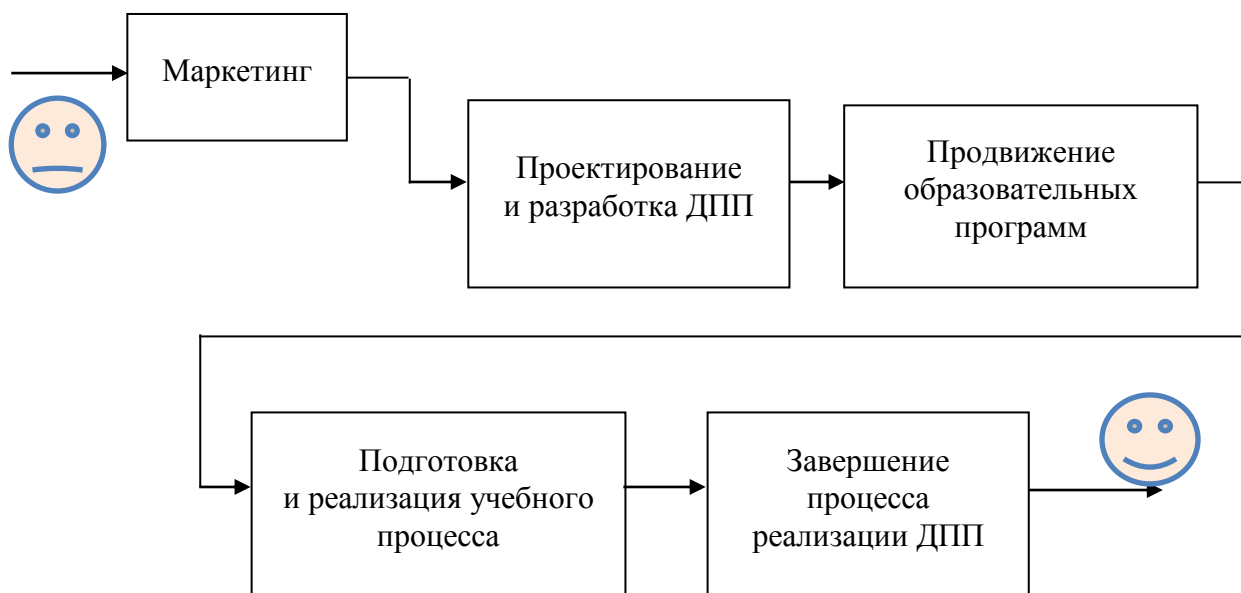 Маркетинг
Проектирование
и разработка ДПП
Продвижение
образовательных
программ
Подготовка
и реализация учебного
процесса
Завершение
процесса
реализации ДПП